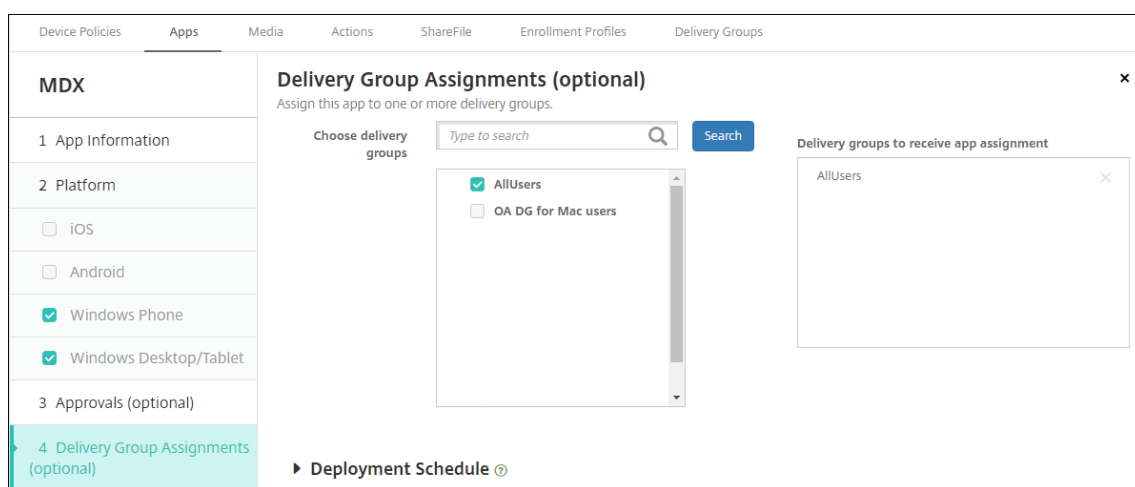 Device Policies Apps Media Actions ShareFile Enrollment Profiles Delivery Groups
MDX
1 App Information
2 Platform
iOS
Android
Windows Phone
Windows Desktop/Tablet
3 Approvals (optional)
4 Delivery Group Assignments
(optional)
Delivery Group Assignments (optional)
Assign this app to one or more delivery groups.
Choose delivery
groups
Type to search
Search
AllUsers
OA DG for Mac users
Delivery groups to receive app assignment
AllUsers
Deployment Schedule ?